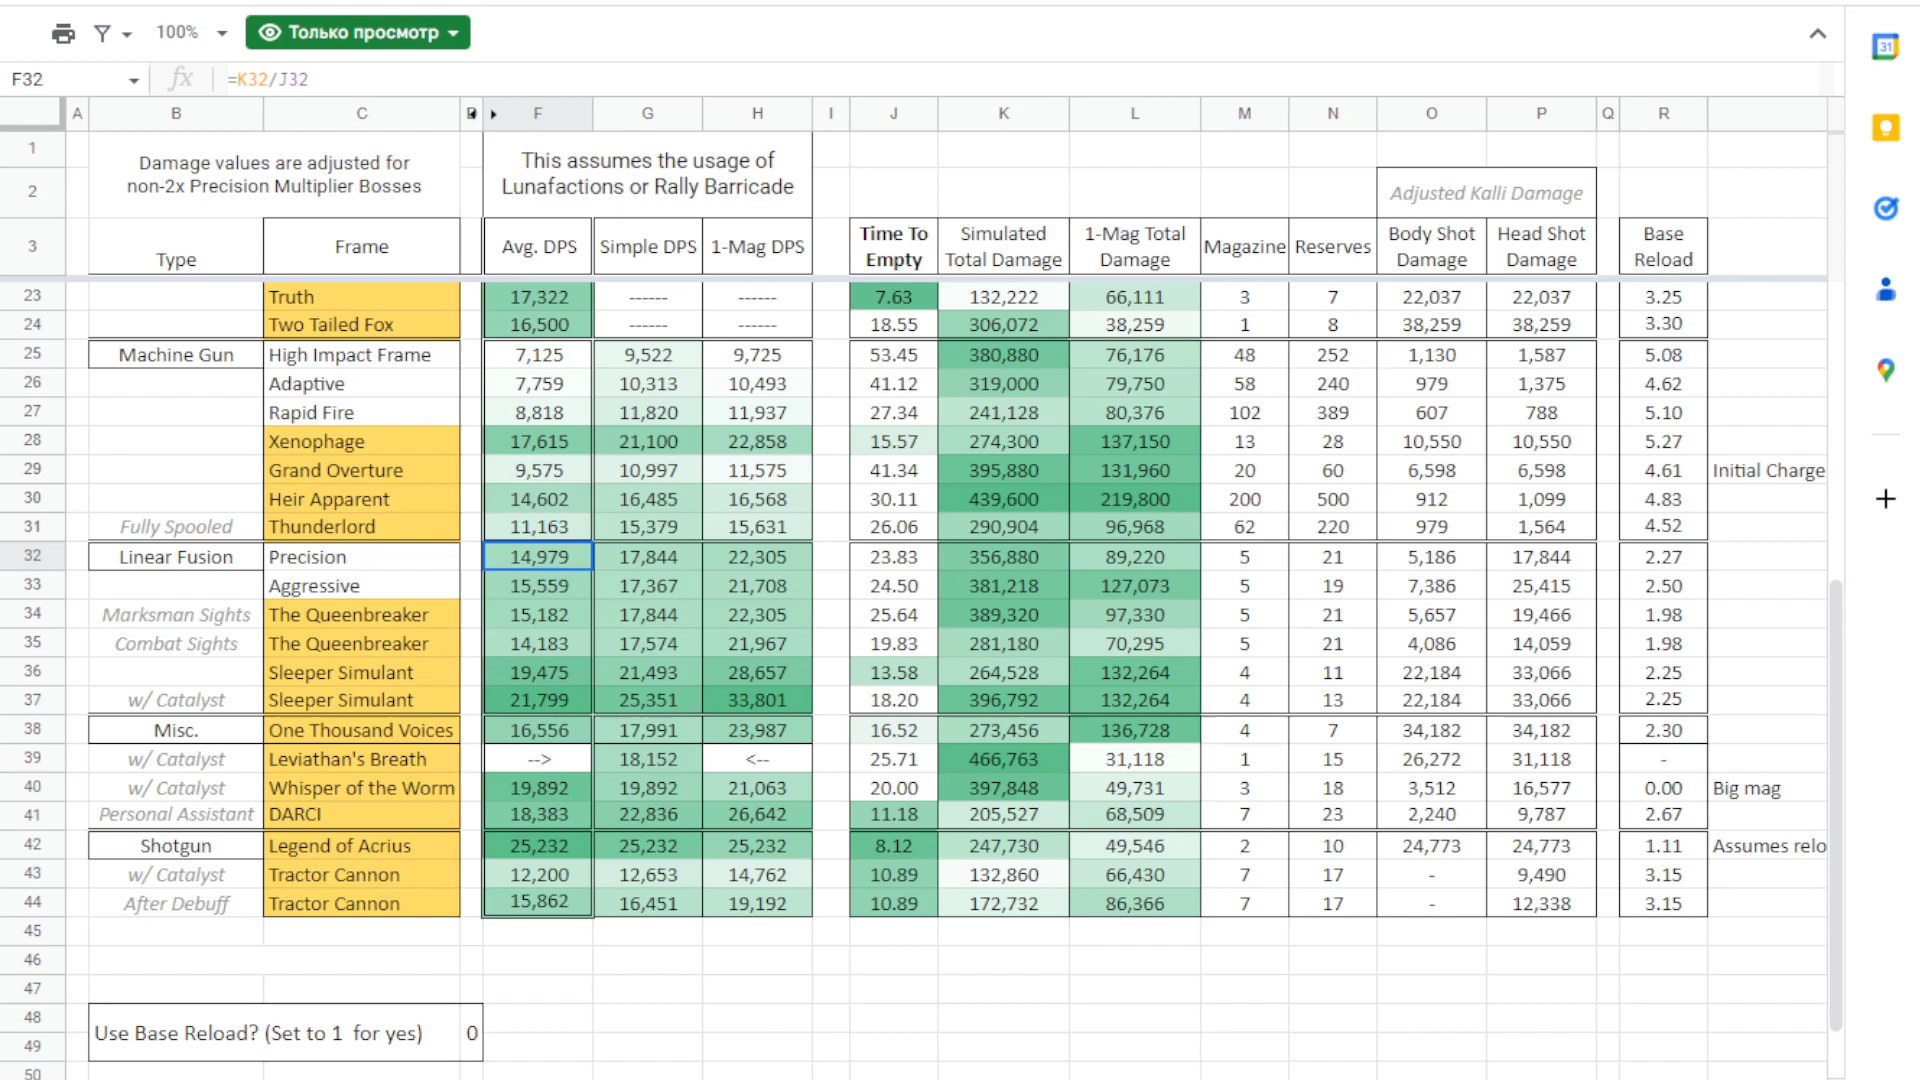 100% Только просмотр
F32 fx =K32/J32
A B C F G H I J K L M N O P Q R
1 Damage values are adjusted for This assumes the usage of
2 non-2x Precision Multiplier Bosses Lunafactions or Rally Barricade Adjusted Kalli Damage
3 Type Frame Avg. DPS Simple DPS 1-Mag DPS Time To Empty Simulated Total Damage 1-Mag Total Damage Magazine Reserves Body Shot Damage Head Shot Damage Base Reload
23 Truth 17,322 ------ ------ 7.63 132,222 66,111 3 7 22,037 22,037 3.25
24 Two Tailed Fox 16,500 ------ ------ 18.55 306,072 38,259 1 8 38,259 38,259 3.30
25 Machine Gun High Impact Frame 7,125 9,522 9,725 53.45 380,880 76,176 48 252 1,130 1,587 5.08
26 Adaptive 7,759 10,313 10,493 41.12 319,000 79,750 58 240 979 1,375 4.62
27 Rapid Fire 8,818 11,820 11,937 27.34 241,128 80,376 102 389 607 788 5.10
28 Xenophage 17,615 21,100 22,858 15.57 274,300 137,150 13 28 10,550 10,550 5.27
29 Grand Overture 9,575 10,997 11,575 41.34 395,880 131,960 20 60 6,598 6,598 4.61 Initial Charge
30 Heir Apparent 14,602 16,485 16,568 30.11 439,600 219,800 200 500 912 1,099 4.83
31 Fully Spooled Thunderlord 11,163 15,379 15,631 26.06 290,904 96,968 62 220 979 1,564 4.52
32 Linear Fusion Precision 14,979 17,844 22,305 23.83 356,880 89,220 5 21 5,186 17,844 2.27
33 Aggressive 15,559 17,367 21,708 24.50 381,218 127,073 5 19 7,386 25,415 2.50
34 Marksman Sights The Queenbreaker 15,182 17,844 22,305 25.64 389,320 97,330 5 21 5,657 19,466 1.98
35 Combat Sights The Queenbreaker 14,183 17,574 21,967 19.83 281,180 70,295 5 21 4,086 14,059 1.98
36 Sleeper Simulant 19,475 21,493 28,657 13.58 264,528 132,264 4 11 22,184 33,066 2.25
37 w/ Catalyst Sleeper Simulant 21,799 25,351 33,801 18.20 396,792 132,264 4 13 22,184 33,066 2.25
38 Misc. One Thousand Voices 16,556 17,991 23,987 16.52 273,456 136,728 4 7 34,182 34,182 2.30
39 w/ Catalyst Leviathan's Breath --> 18,152 <-- 25.71 466,763 31,118 1 15 26,272 31,118 -
40 w/ Catalyst Whisper of the Worm 19,892 19,892 21,063 20.00 397,848 49,731 3 18 3,512 16,577 0.00 Big mag
41 Personal Assistant DARCI 18,383 22,836 26,642 11.18 205,527 68,509 7 23 2,240 9,787 2.67
42 Shotgun Legend of Acrius 25,232 25,232 25,232 8.12 247,730 49,546 2 10 24,773 24,773 1.11 Assumes relo
43 w/ Catalyst Tractor Cannon 12,200 12,653 14,762 10.89 132,860 66,430 7 17 - 9,490 3.15
44 After Debuff Tractor Cannon 15,862 16,451 19,192 10.89 172,732 86,366 7 17 - 12,338 3.15
45
46
47
48
Use Base Reload? (Set to 1 for yes) 0
49
50
31